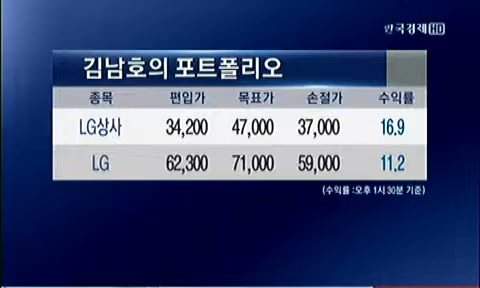 한국경제HD
김남호의 포트폴리오
종목 편입가 목표가 손절가 수익률
LG상사 34,200 47,000 37,000 16.9
LG 62,300 71,000 59,000 11.2
(수익률:오후 1시 30분 기준)